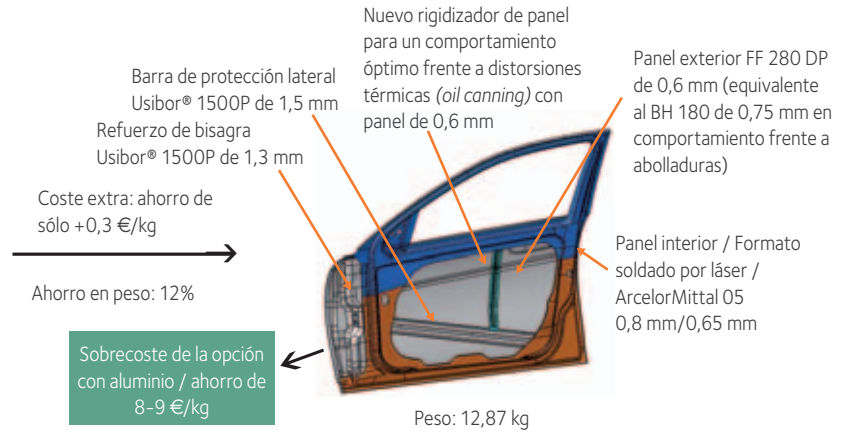 Nuevo rigidizador de panel
para un comportamiento
óptimo frente a distorsiones
térmicas (oil canning) con
panel de 0,6 mm
Panel exterior FF 280 DP
de 0,6 mm (equivalente
al BH 180 de 0,75 mm en
comportamiento frente a
abolladuras)
Barra de protección lateral
Usibor® 1500P de 1,5 mm
Refuerzo de bisagra
Usibor® 1500P de 1,3 mm
Coste extra: ahorro de
sólo +0,3 €/kg
Ahorro en peso: 12%
Panel interior / Formato
soldado por láser /
ArcelorMittal 05
0,8 mm/0,65 mm
Sobrecoste de la opción
con aluminio / ahorro de
8-9 €/kg
Peso: 12,87 kg